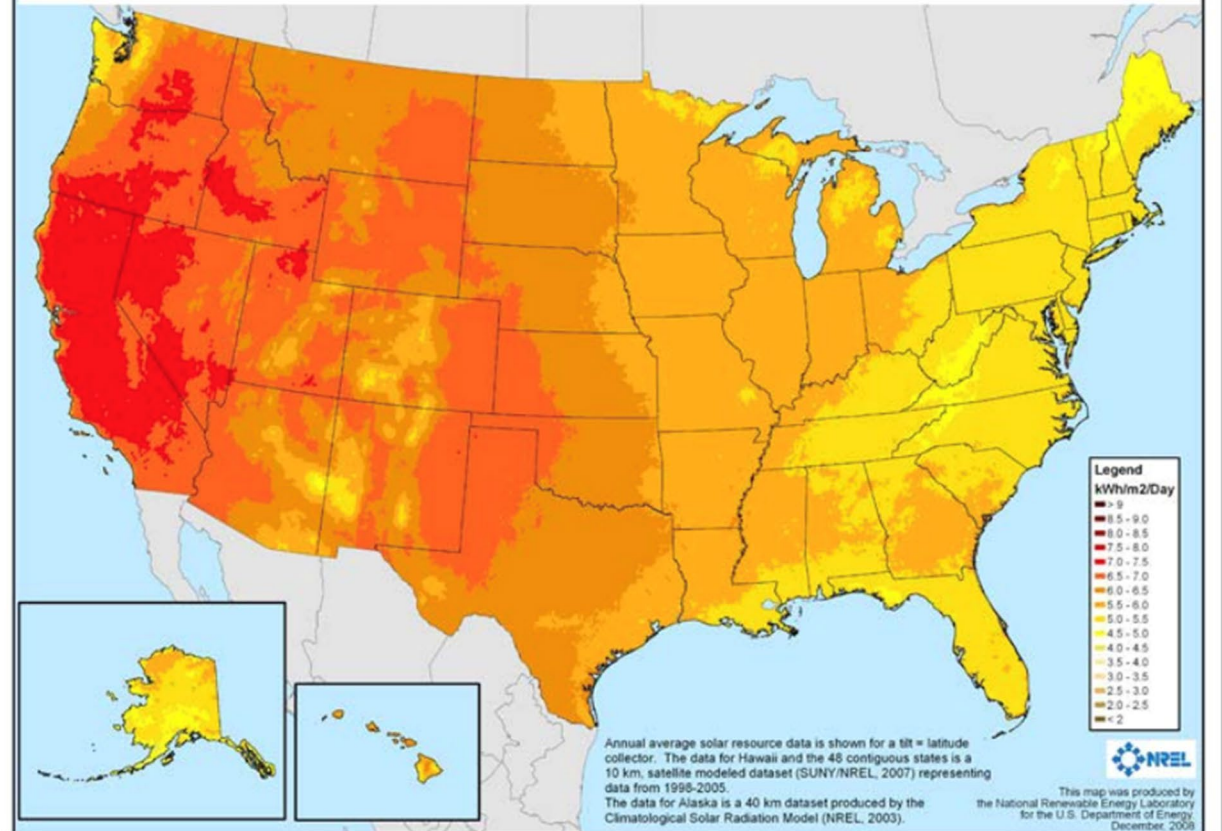 Legend
kWh/m2/Day
> 9
8.5 - 9.0
8.0 - 8.5
7.5 - 8.0
7.0 - 7.5
6.5 - 7.0
6.0 - 6.5
5.5 - 6.0
5.0 - 5.5
4.5 - 5.0
4.0 - 4.5
3.5 - 4.0
3.0 - 3.5
2.5 - 3.0
2.0 - 2.5
< 2
Annual average solar resource data is shown for a tilt = latitude
collector. The data for Hawaii and the 48 contiguous states is a
10 km, satellite modeled dataset (SUNY/NREL, 2007) representing
data from 1998-2005.
The data for Alaska is a 40 km dataset produced by the
Climatological Solar Radiation Model (NREL, 2003).
NREL
This map was produced by
the National Renewable Energy Laboratory
for the U.S. Department of Energy.
December, 2008